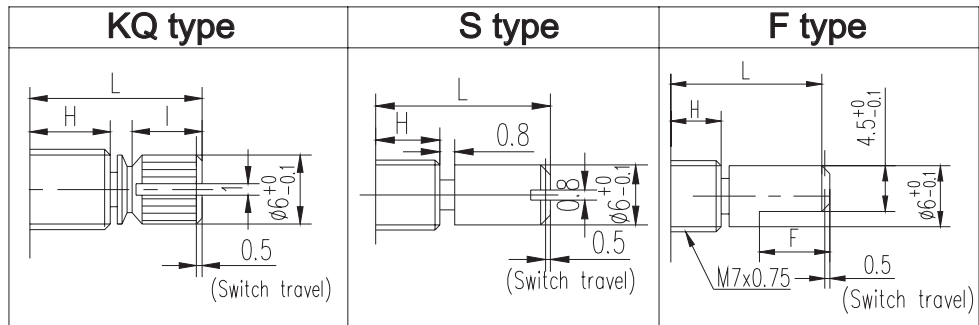 KQ type
S type
F type
L
H
I
1
ø6+0-0.1
0.5
(Switch travel)
L
H
0.8
0.8
ø6+0-0.1
0.5
(Switch travel)
L
H
4.5+0-0.1
ø6+0-0.1
F
M7x0.75
0.5
(Switch travel)